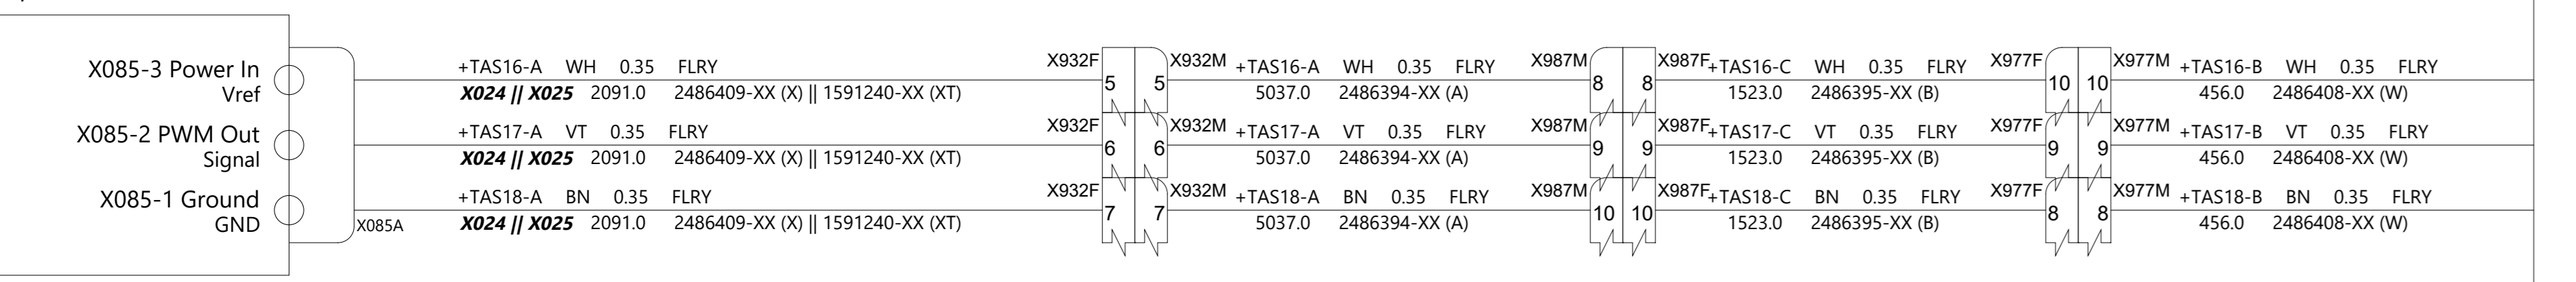 X932F X932M X987M X987F X977F X977M
X085-3 Power In +TAS16-A WH 0.35 FLRY 5 5 +TAS16-A WH 0.35 FLRY 8 8 +TAS16-C WH 0.35 FLRY 10 10 +TAS16-B WH 0.35 FLRY
Vref X024 || X025 2091.0 2486409-XX (X) || 1591240-XX (XT) 5037.0 2486394-XX (A) 1523.0 2486395-XX (B) 456.0 2486408-XX (W)
X932F X932M X987M X987F X977F X977M
X085-2 PWM Out +TAS17-A VT 0.35 FLRY 6 6 +TAS17-A VT 0.35 FLRY 9 9 +TAS17-C VT 0.35 FLRY 9 9 +TAS17-B VT 0.35 FLRY
Signal X024 || X025 2091.0 2486409-XX (X) || 1591240-XX (XT) 5037.0 2486394-XX (A) 1523.0 2486395-XX (B) 456.0 2486408-XX (W)
X932F X932M X987M X987F X977F X977M
X085-1 Ground +TAS18-A BN 0.35 FLRY 7 7 +TAS18-A BN 0.35 FLRY 10 10 +TAS18-C BN 0.35 FLRY 8 8 +TAS18-B BN 0.35 FLRY
GND X085A X024 || X025 2091.0 2486409-XX (X) || 1591240-XX (XT) 5037.0 2486394-XX (A) 1523.0 2486395-XX (B) 456.0 2486408-XX (W)